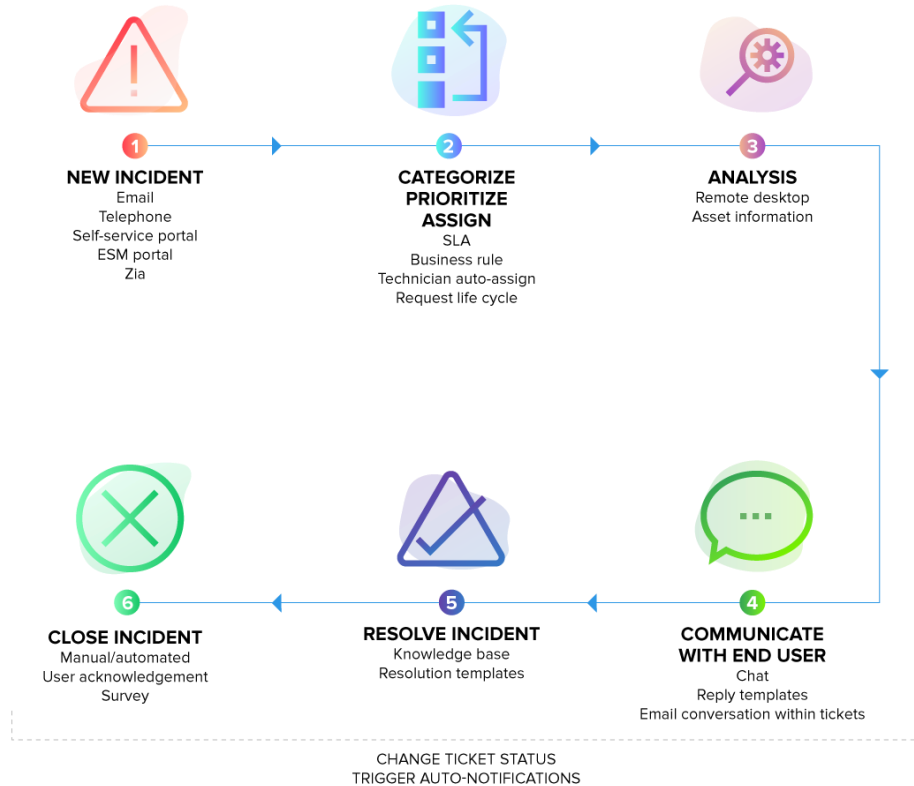 1
NEW INCIDENT
Email
Telephone
Self-service portal
ESM portal
Zia
2
CATEGORIZE
PRIORITIZE
ASSIGN
SLA
Business rule
Technician auto-assign
Request life cycle
3
ANALYSIS
Remote desktop
Asset information
4
COMMUNICATE
WITH END USER
Chat
Reply templates
Email conversation within tickets
5
RESOLVE INCIDENT
Knowledge base
Resolution templates
6
CLOSE INCIDENT
Manual/automated
User acknowledgement
Survey
CHANGE TICKET STATUS
TRIGGER AUTO-NOTIFICATIONS